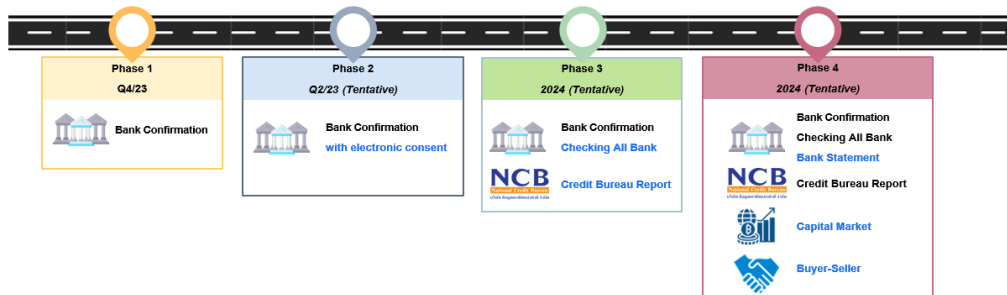 Phase 1
Q4/23
Bank Confirmation
Phase 2
Q2/23 (Tentative)
Bank Confirmation
with electronic consent
Phase 3
2024 (Tentative)
Bank Confirmation
Checking All Bank
NCB
National Credit Bureau
Credit Bureau Report
Phase 4
2024 (Tentative)
Bank Confirmation
Checking All Bank
Bank Statement
NCB
National Credit Bureau
Credit Bureau Report
Capital Market
Buyer-Seller